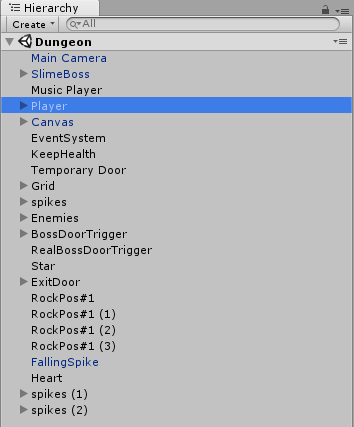 Hierarchy
Create All
Dungeon
Main Camera
SlimeBoss
Music Player
Player
Canvas
EventSystem
KeepHealth
Temporary Door
Grid
spikes
Enemies
BossDoorTrigger
RealBossDoorTrigger
Star
ExitDoor
RockPos#1
RockPos#1 (1)
RockPos#1 (2)
RockPos#1 (3)
FallingSpike
Heart
spikes (1)
spikes (2)